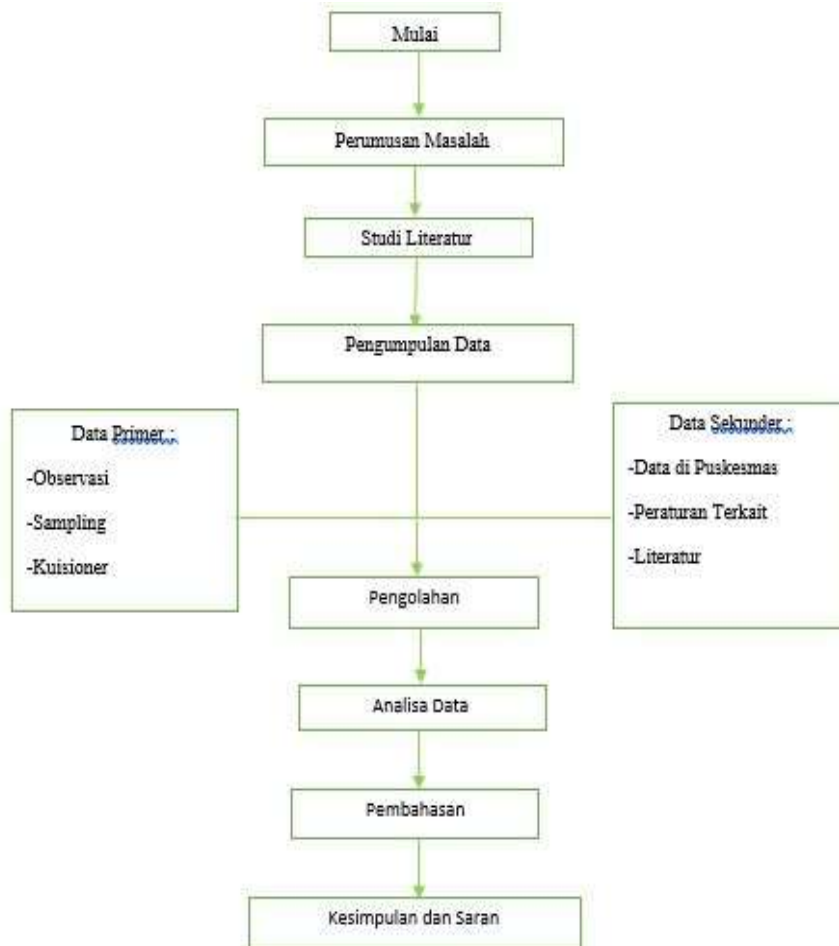 Mulai
Perumusan Masalah
Studi Literatur
Pengumpulan Data
Data Primer :
-Observasi
-Sampling
-Kuisioner
Data Sekunder :
-Data di Puskesmas
-Peraturan Terkait
-Literatur
Pengolahan
Analisa Data
Pembahasan
Kesimpulan dan Saran